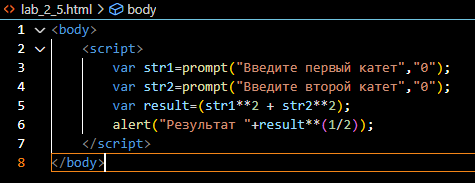 lab_2_5.html > body
1 <body>
2 <script>
3 var str1=prompt("Введите первый катет","0");
4 var str2=prompt("Введите второй катет","0");
5 var result=(str1**2 + str2**2);
6 alert("Результат "+result**(1/2));
7 </script>
8 </body>